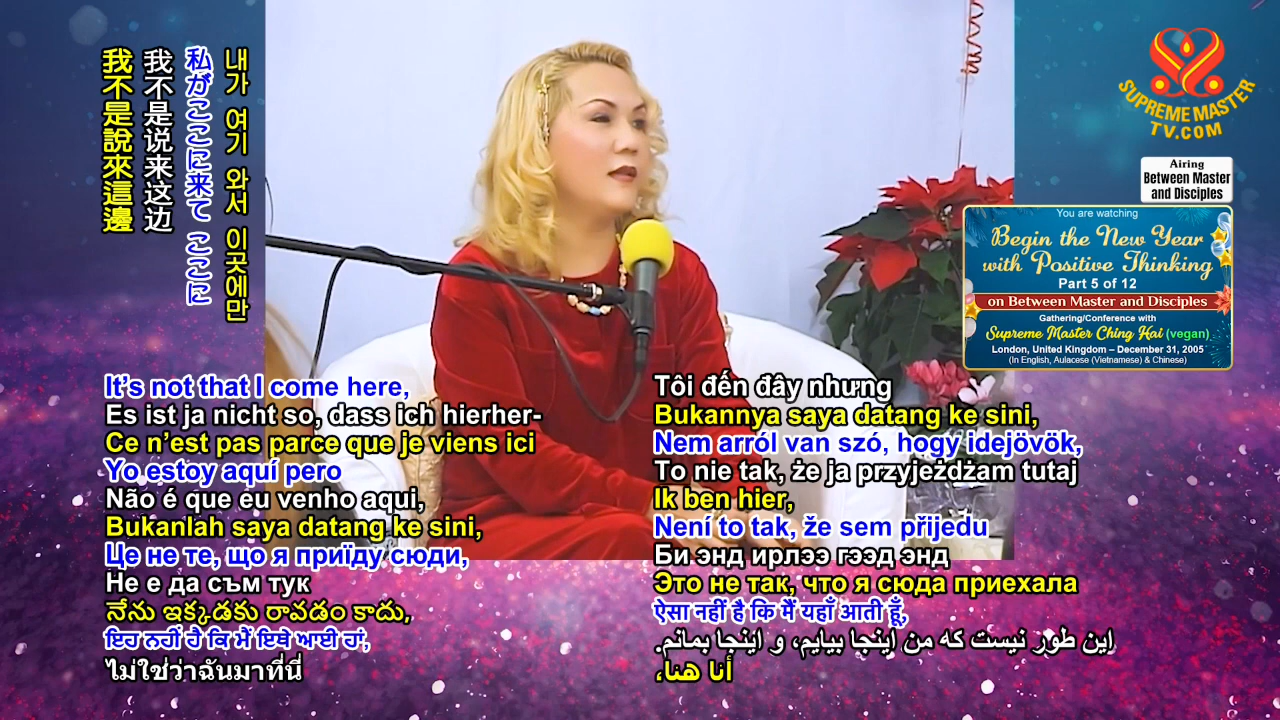 我不是說來這邊
我不是说来这边
私がここに来て ここに
내가 여기 와서 이곳에만
SUPREME MASTER
TV.COM
Airing
Between Master
and Disciples
You are watching
Begin the New Year
with Positive Thinking
Part 5 of 12
on Between Master and Disciples
Gathering/Conference with
Supreme Master Ching Hai (vegan)
London, United Kingdom – December 31, 2005
(In English, Aulacese (Vietnamese) & Chinese)
It’s not that I come here,
Es ist ja nicht so, dass ich hierher-
Ce n’est pas parce que je viens ici
Yo estoy aquí pero
Não é que eu venho aqui,
Bukanlah saya datang ke sini,
Це не те, що я приїду сюди,
Не е да съм тук
నేను ఇక్కడకు రావడం కాదు,
ਇਹ ਨਹੀਂ ਹੈ ਕਿ ਮੈਂ ਇਥੇ ਆਈ ਹਾਂ,
ไม่ใช่ว่าฉันมาที่นี่
Tôi đến đây nhưng
Bukannya saya datang ke sini,
Nem arról van szó, hogy idejövök,
To nie tak, że ja przyjeżdżam tutaj
Ik ben hier,
Není to tak, že sem přijedu
Би энд ирлээ гээд энд
Это не так, что я сюда приехала
ऐसा नहीं है कि मैं यहाँ आती हूँ,
این طور نیست که من اینجا بیایم، و اینجا بمانم.
أنا هنا،